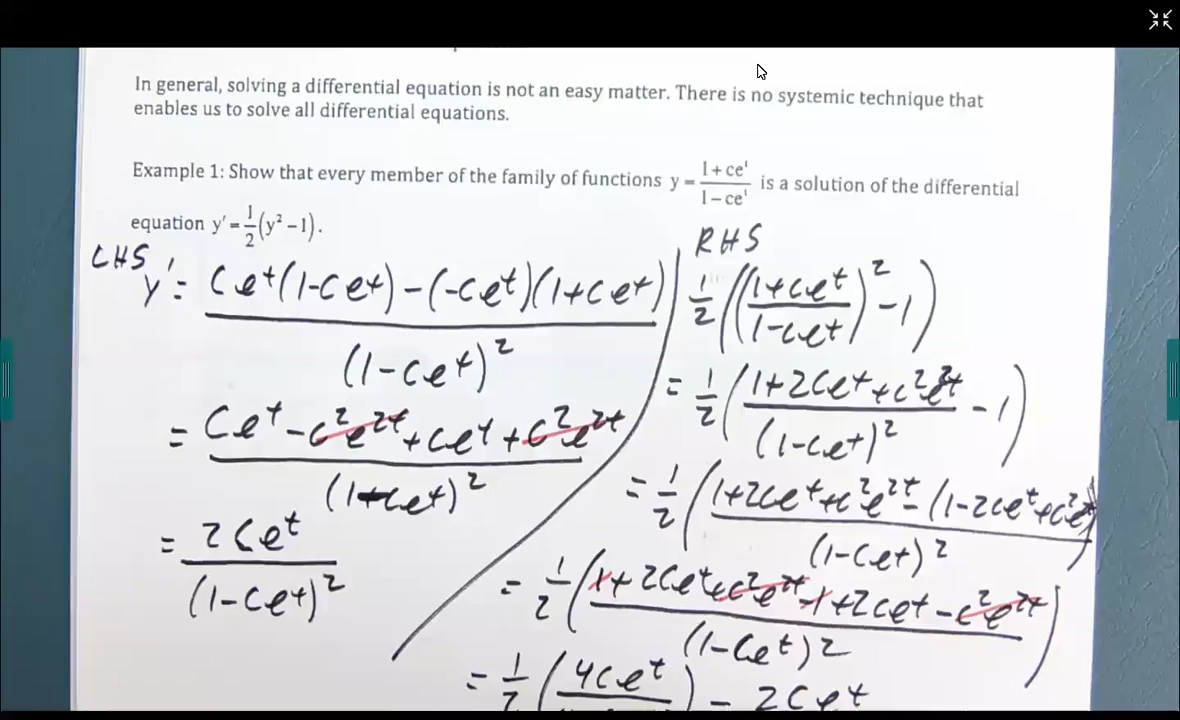 In general, solving a differential equation is not an easy matter. There is no systemic technique that
enables us to solve all differential equations.
Example 1: Show that every member of the family of functions y = (1+ce^t)/(1−ce^t) is a solution of the differential
equation y' = 1/2 (y² − 1).
LHS
y' = (Ce^t(1-Ce^t) - (-Ce^t)(1+Ce^t))/(1-Ce^t)²
= (Ce^t - C²e^2t + Ce^t + C²e^2t)/(1-Ce^t)²
= 2Ce^t/(1-Ce^t)²
RHS
1/2 (((1+Ce^t)/(1-Ce^t))² - 1)
= 1/2 ((1+2Ce^t+C²e^2t)/(1-Ce^t)² - 1)
= 1/2 ((1+2Ce^t+C²e^2t - (1-2Ce^t+C²e^2t))/(1-Ce^t)²)
= 1/2 ((1+2Ce^t+C²e^2t-1+2Ce^t-C²e^2t)/(1-Ce^t)²)
= 1/2 (4Ce^t
) = 2Ce^t